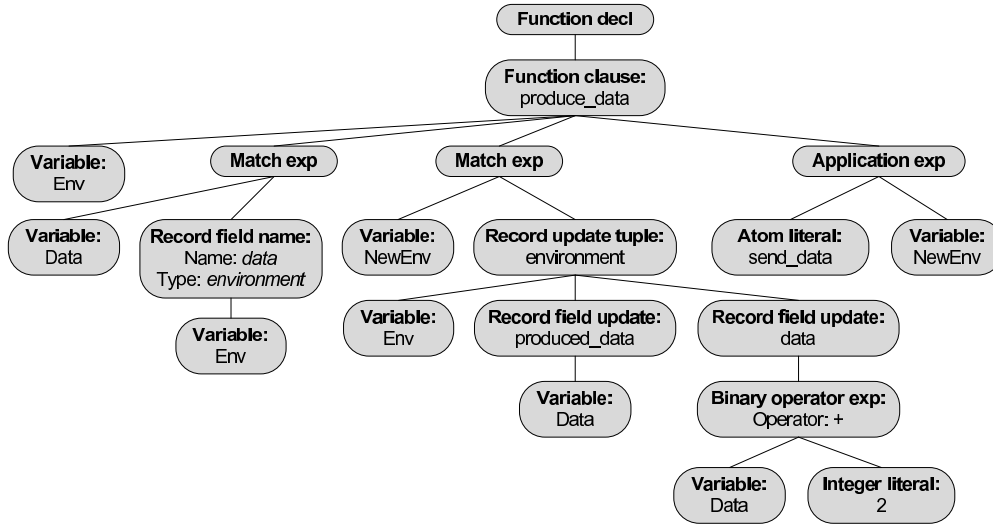 Function decl
Function clause:
produce_data
Variable:
Env
Match exp
Match exp
Application exp
Variable:
Data
Record field name:
Name: data
Type: environment
Variable:
NewEnv
Record update tuple:
environment
Atom literal:
send_data
Variable:
NewEnv
Variable:
Env
Variable:
Env
Record field update:
produced_data
Record field update:
data
Variable:
Data
Binary operator exp:
Operator: +
Variable:
Data
Integer literal:
2